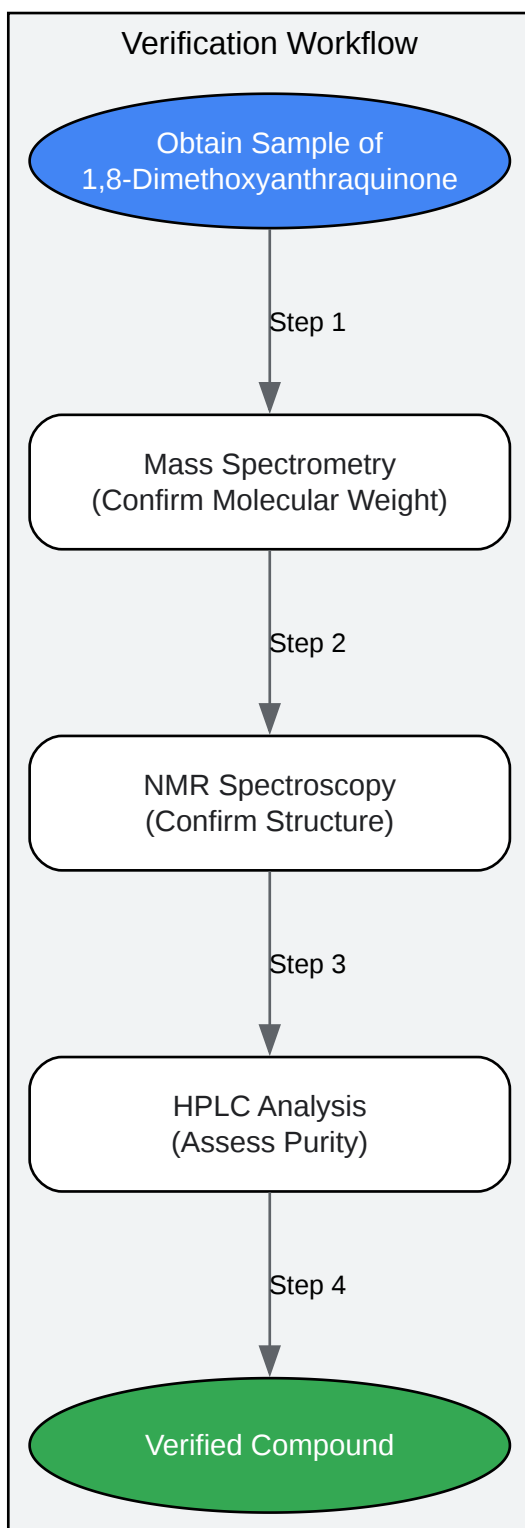 Verification Workflow
Obtain Sample of
1,8-Dimethoxyanthraquinone
Step 1
Mass Spectrometry
(Confirm Molecular Weight)
Step 2
NMR Spectroscopy
(Confirm Structure)
Step 3
HPLC Analysis
(Assess Purity)
Step 4
Verified Compound